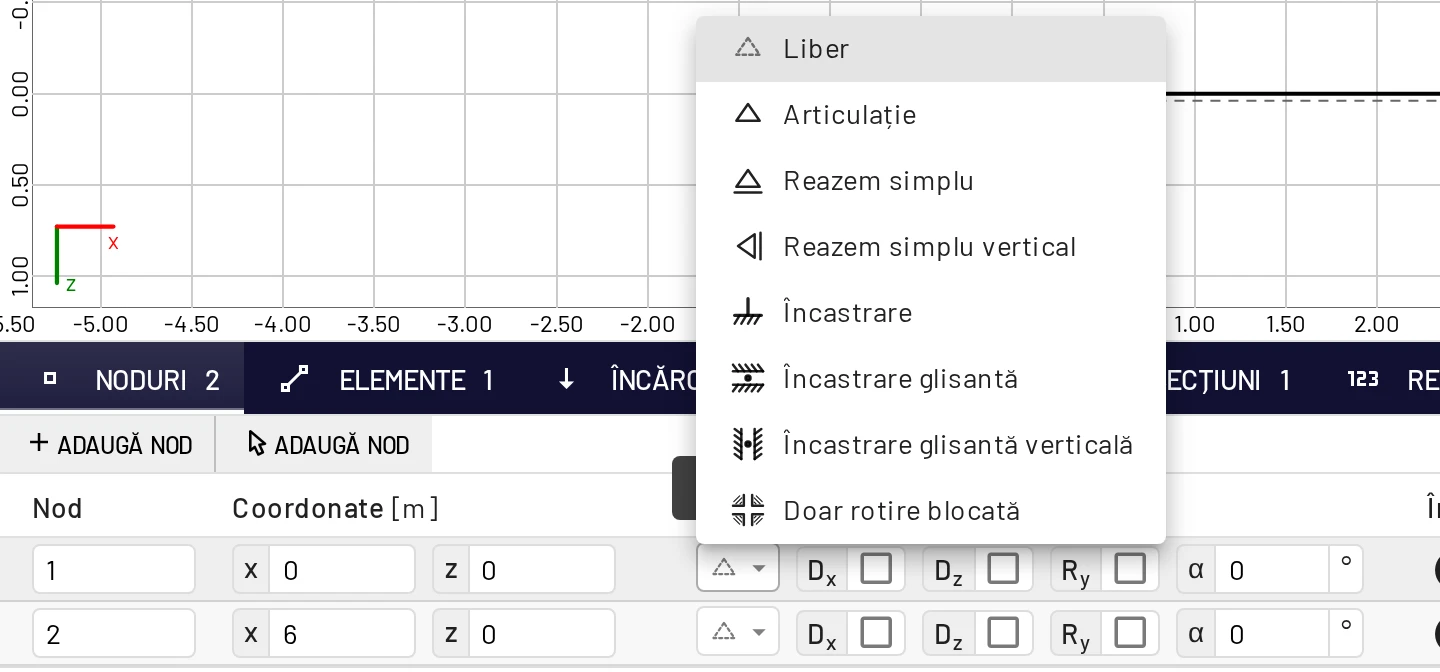 -0.
0.00
0.50
1.00
x
z
5.50 -5.00 -4.50 -4.00 -3.50 -3.00 -2.50 -2.00 1.00 1.50 2.00
Liber
Articulație
Reazem simplu
Reazem simplu vertical
Încastrare
Încastrare glisantă
Încastrare glisantă verticală
Doar rotire blocată
NODURI 2 ELEMENTE 1 ÎNCĂRC ECȚIUNI 1 123 RE
+ ADAUGĂ NOD ADAUGĂ NOD
Nod Coordonate [m]
1 x 0 z 0 Dx Dz Ry α 0 °
2 x 6 z 0 Dx Dz Ry α 0 °